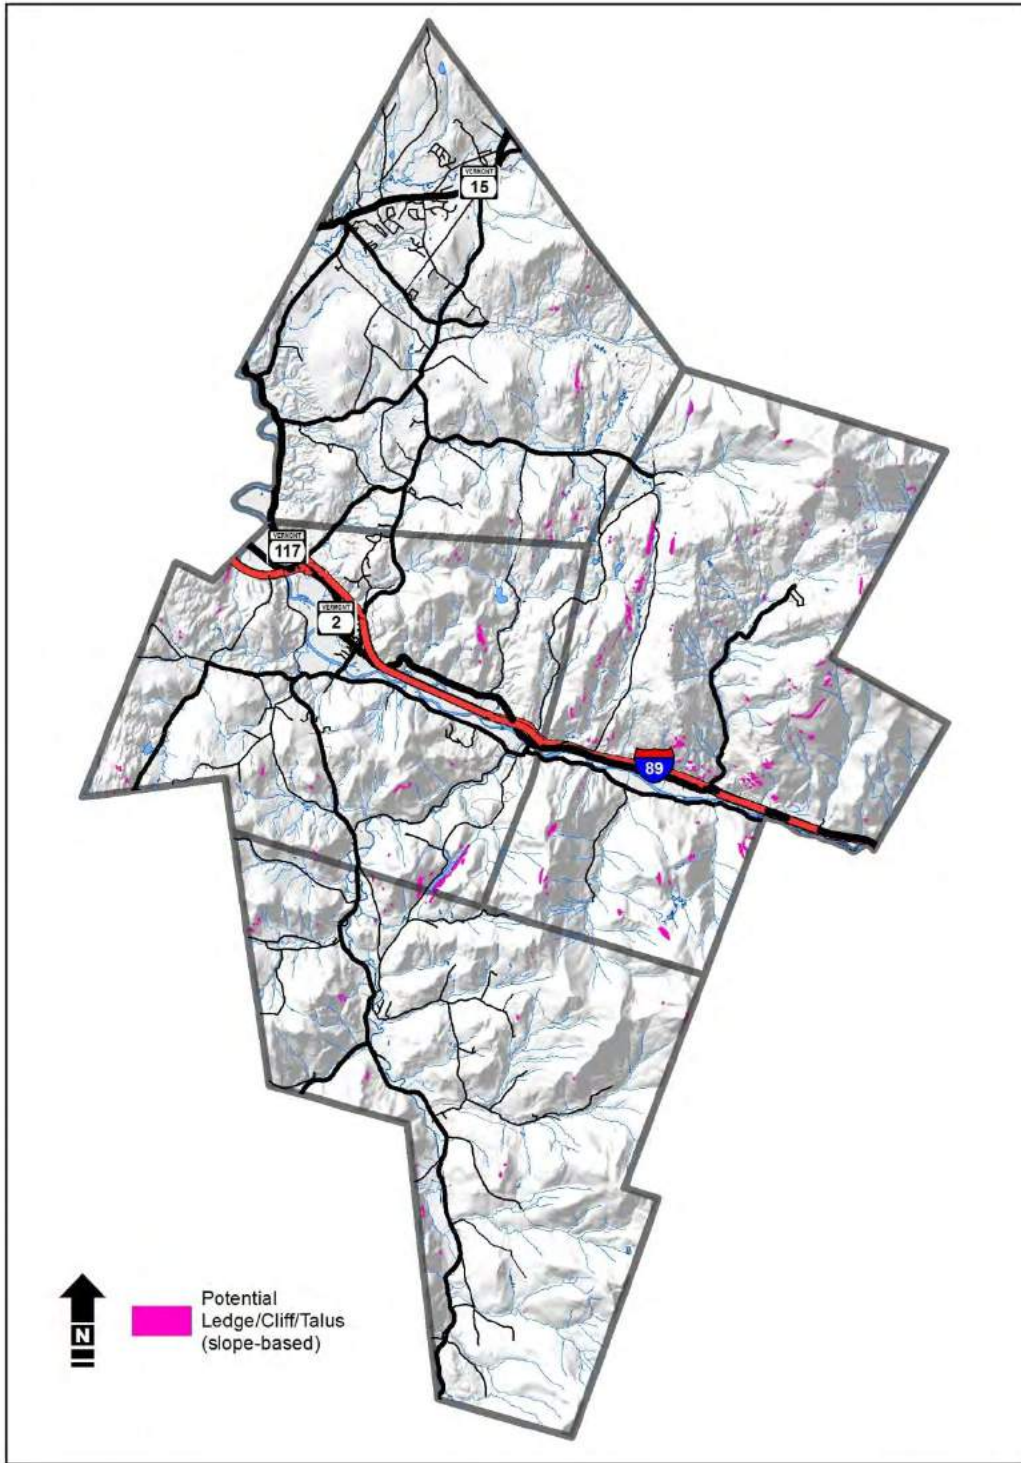 VERMONT
15
VERMONT
117
VERMONT
2
89
N
Potential
Ledge/Cliff/Talus
(slope-based)